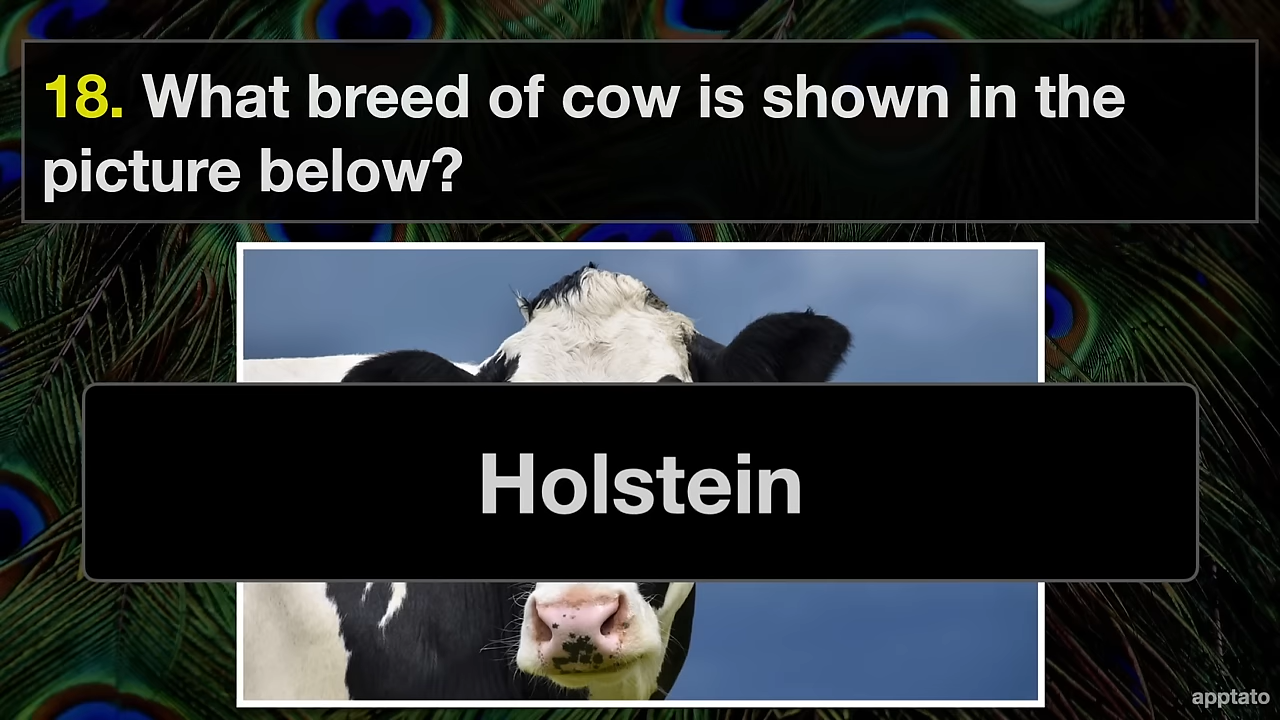 18. What breed of cow is shown in the
picture below?
Holstein
apptato